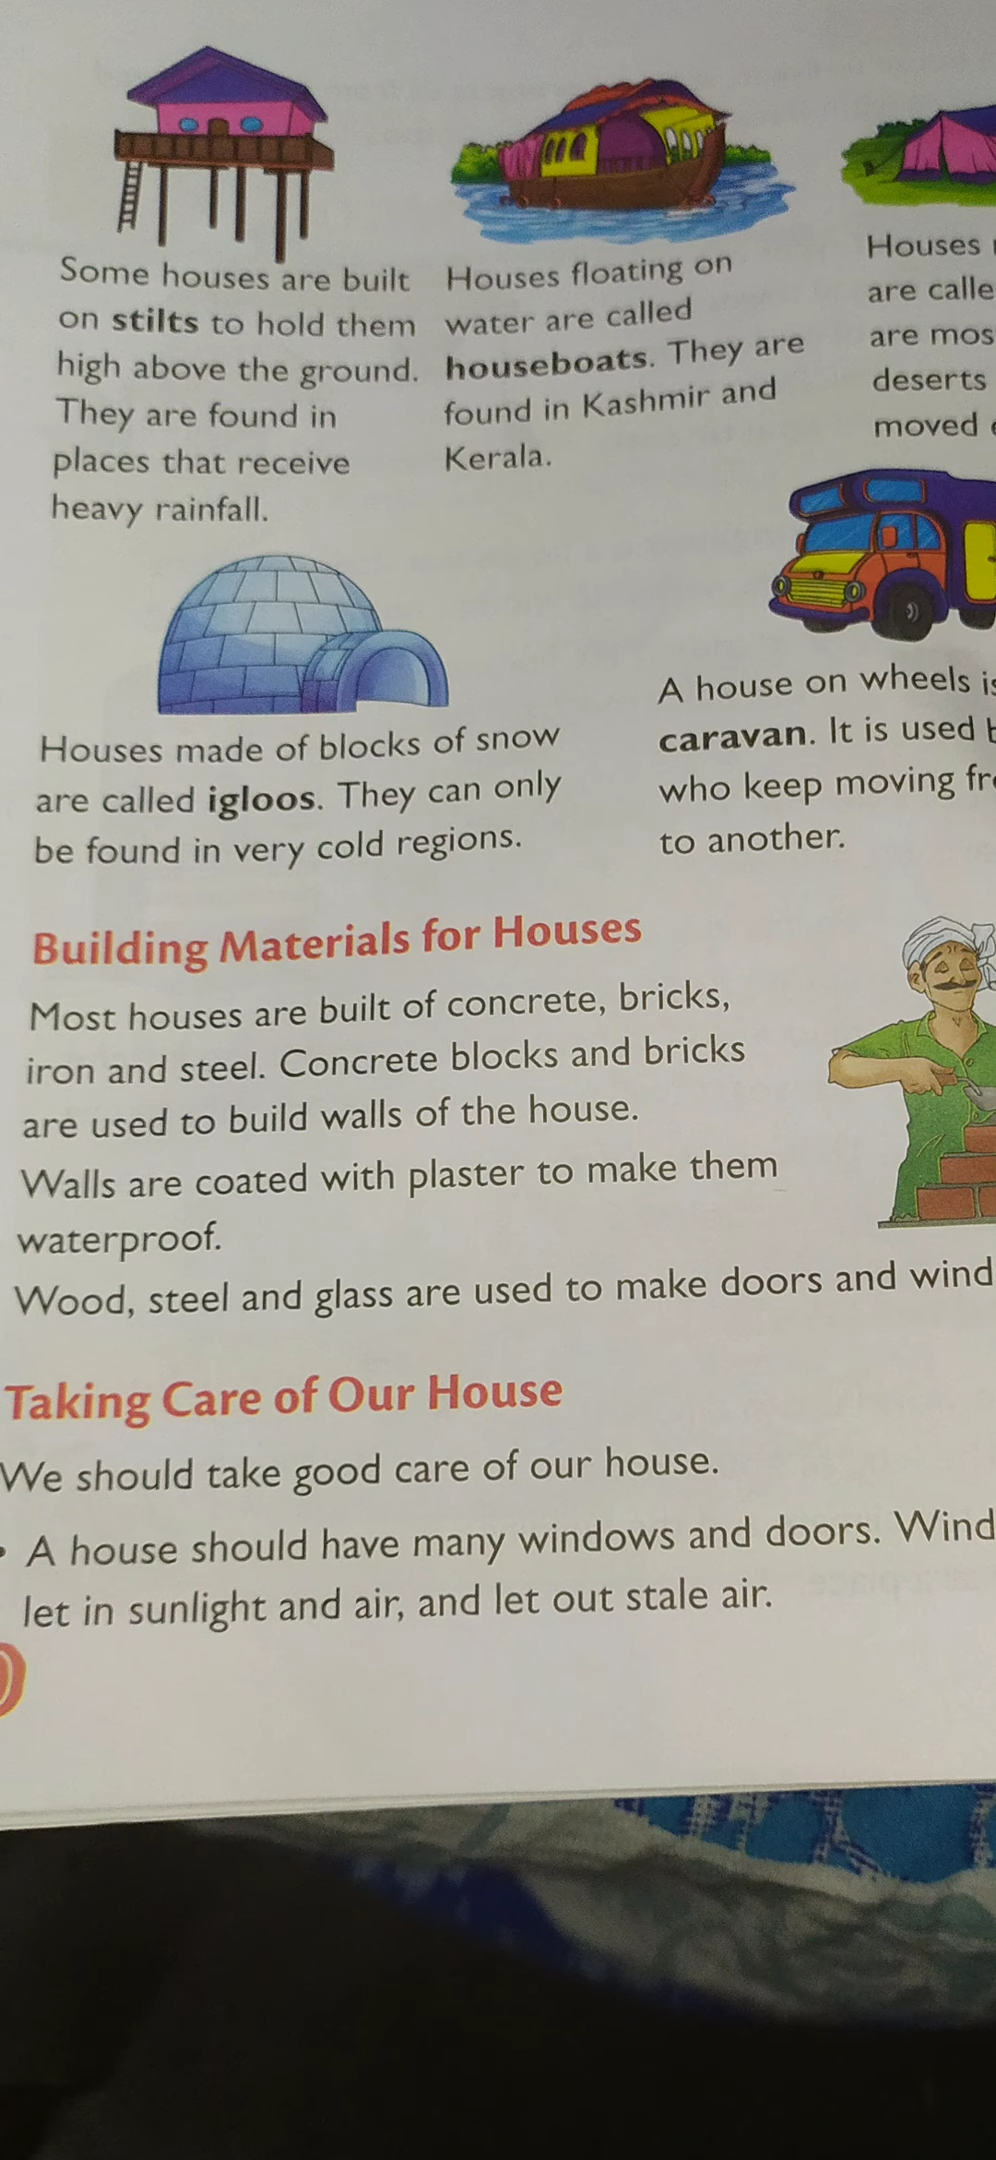 Some houses are built
on stilts to hold them
high above the ground.
They are found in
places that receive
heavy rainfall.
Houses floating on
water are called
houseboats. They are
found in Kashmir and
Kerala.
Houses
are
are
deserts
moved
Houses made of blocks of snow
are called igloos. They can only
be found in very cold regions.
A house on wheels
caravan. It is used
who keep moving
to another.
Building Materials for Houses
Most houses are built of concrete, bricks,
iron and steel. Concrete blocks and bricks
are used to build walls of the house.
Walls are coated with plaster to make them
waterproof.
Wood, steel and glass are used to make doors and
Taking Care of Our House
We should take good care of our house.
• A house should have many windows and doors.
let in sunlight and air, and let out stale air.